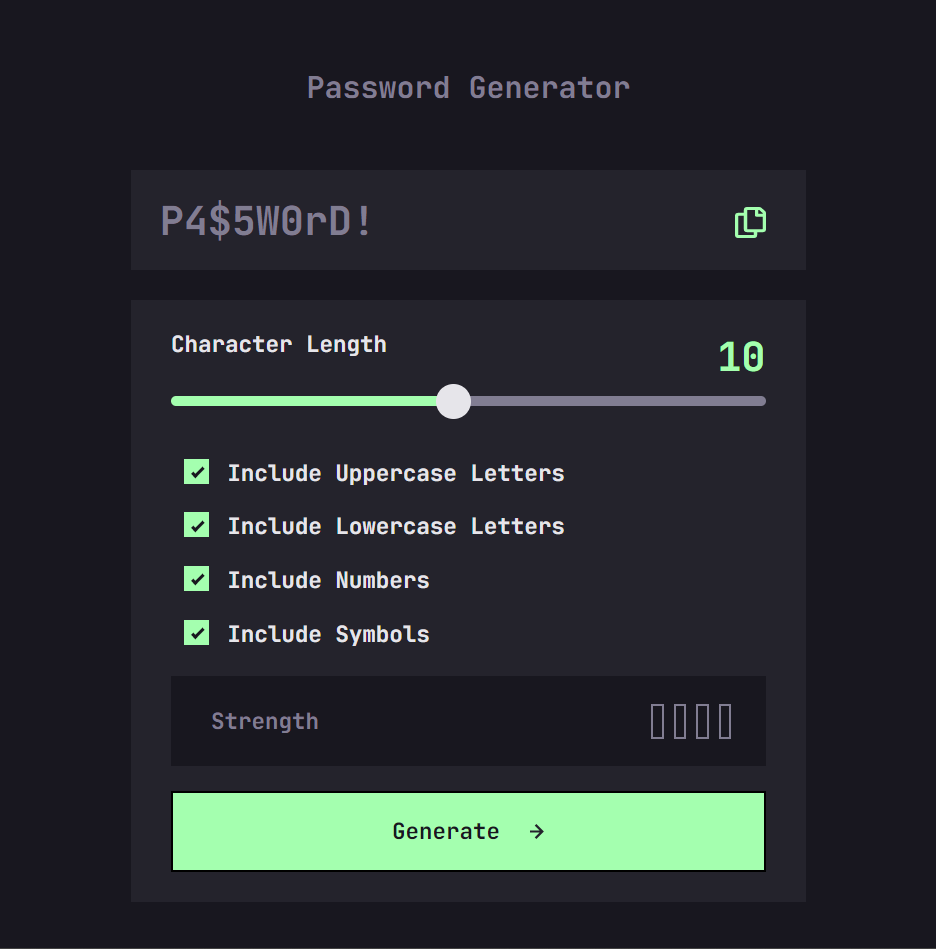 Password Generator
P4$5W0rD!
Character Length
10
Include Uppercase Letters
Include Lowercase Letters
Include Numbers
Include Symbols
Strength
Generate →